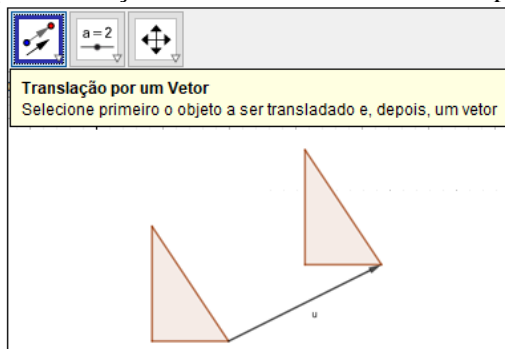 a = 2
Translação por um Vetor
Selecione primeiro o objeto a ser transladado e, depois, um vetor
u